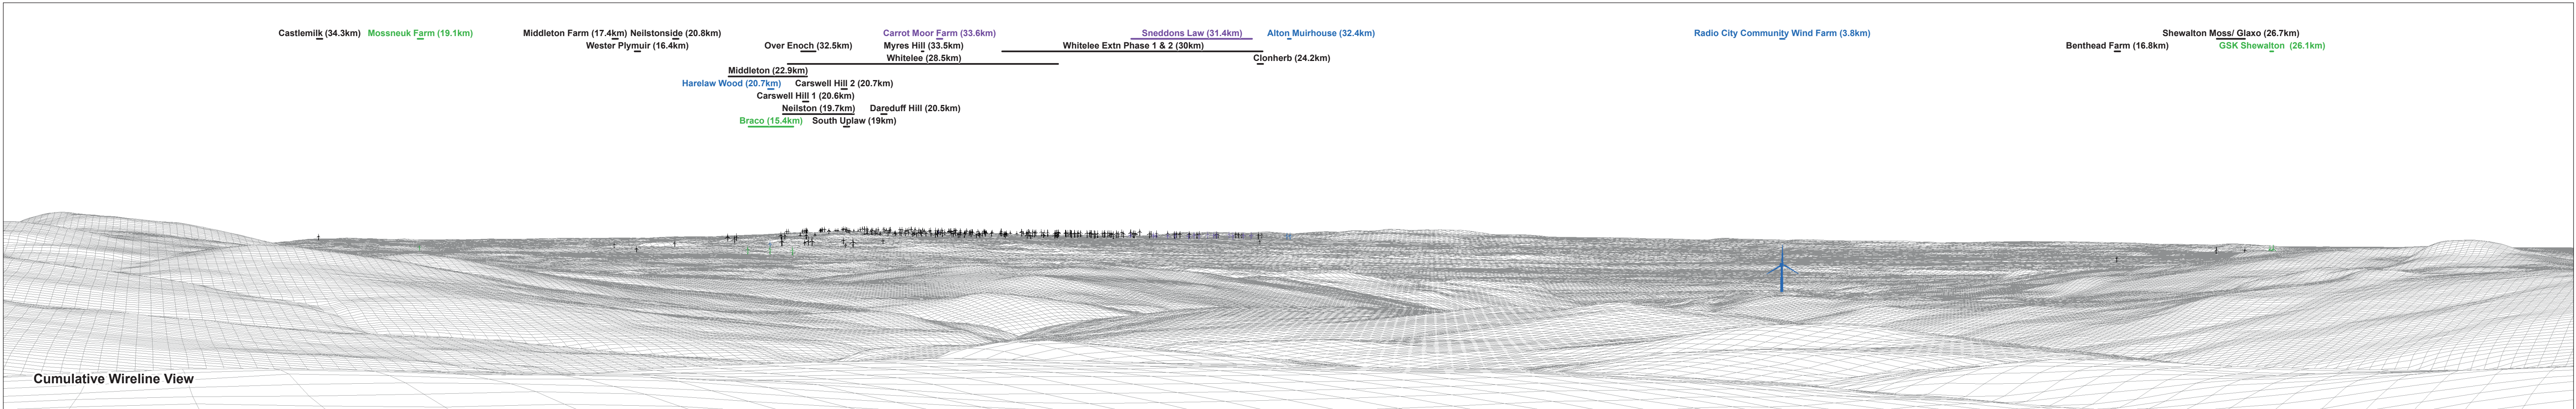 Castlemilk (34.3km) Mossneuk Farm (19.1km) Middleton Farm (17.4km) Neilstonside (20.8km) Carrot Moor Farm (33.6km) Sneddons Law (31.4km) Alton Muirhouse (32.4km) Radio City Community Wind Farm (3.8km) Shewalton Moss/ Glaxo (26.7km)
Wester Plymuir (16.4km) Over Enoch (32.5km) Myres Hill (33.5km) Whitelee Extn Phase 1 & 2 (30km) Benthead Farm (16.8km) GSK Shewalton (26.1km)
Whitelee (28.5km) Clonherb (24.2km)
Middleton (22.9km)
Harelaw Wood (20.7km) Carswell Hill 2 (20.7km)
Carswell Hill 1 (20.6km)
Neilston (19.7km) Dareduff Hill (20.5km)
Braco (15.4km) South Uplaw (19km)
Cumulative Wireline View